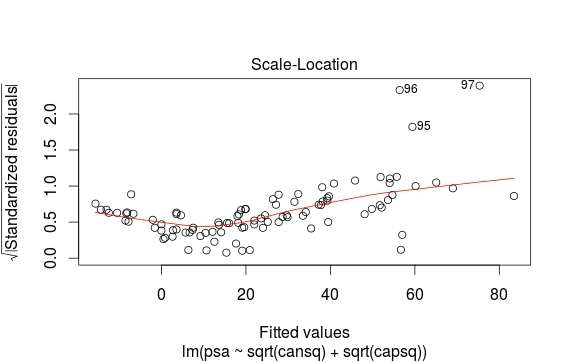 Scale-Location
√|Standardized residuals|
0.0 0.5 1.0 1.5 2.0
96
97
95
0 20 40 60 80
Fitted values
lm(psa ~ sqrt(cansq) + sqrt(capsq))